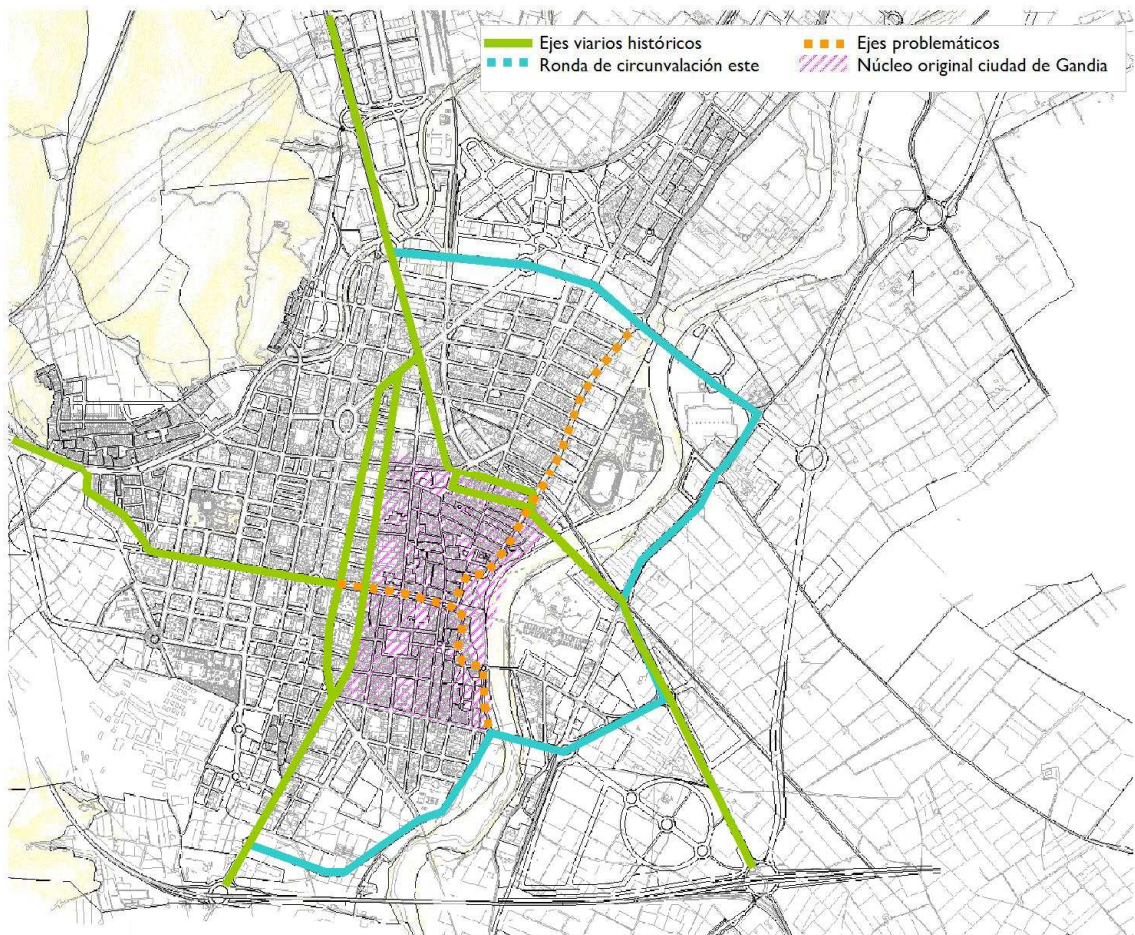 Ejes viarios históricos
Ejes problemáticos
Ronda de circunvalación este
Núcleo original ciudad de Gandia